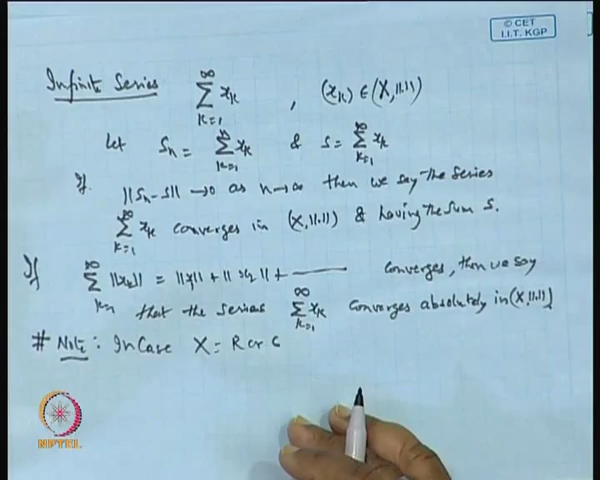 © CET
I.I.T. KGP
Infinite Series ∑_{k=1}^{∞} x_k , (x_k) ∈ (X, ||.||)
Let S_n = ∑_{k=1}^{n} x_k & s = ∑_{k=1}^{∞} x_k
If ||S_n - s|| → 0 as n → ∞ then we say the series
∑_{k=1}^{∞} x_k converges in (X, ||.||) & having the sum s.
If ∑_{k=1}^{∞} ||x_k|| = ||x_1|| + ||x_2|| + —— converges, then we say
that the series ∑_{k=1}^{∞} x_k converges absolutely in (X, ||.||)
# Note: In Case X = R or C
NPTEL